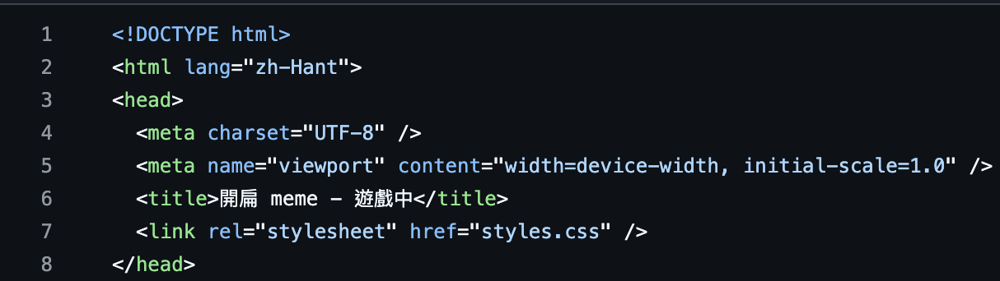 1 <!DOCTYPE html>
2 <html lang="zh-Hant">
3 <head>
4 <meta charset="UTF-8" />
5 <meta name="viewport" content="width=device-width, initial-scale=1.0" />
6 <title>開扁 meme - 遊戲中</title>
7 <link rel="stylesheet" href="styles.css" />
8 </head>